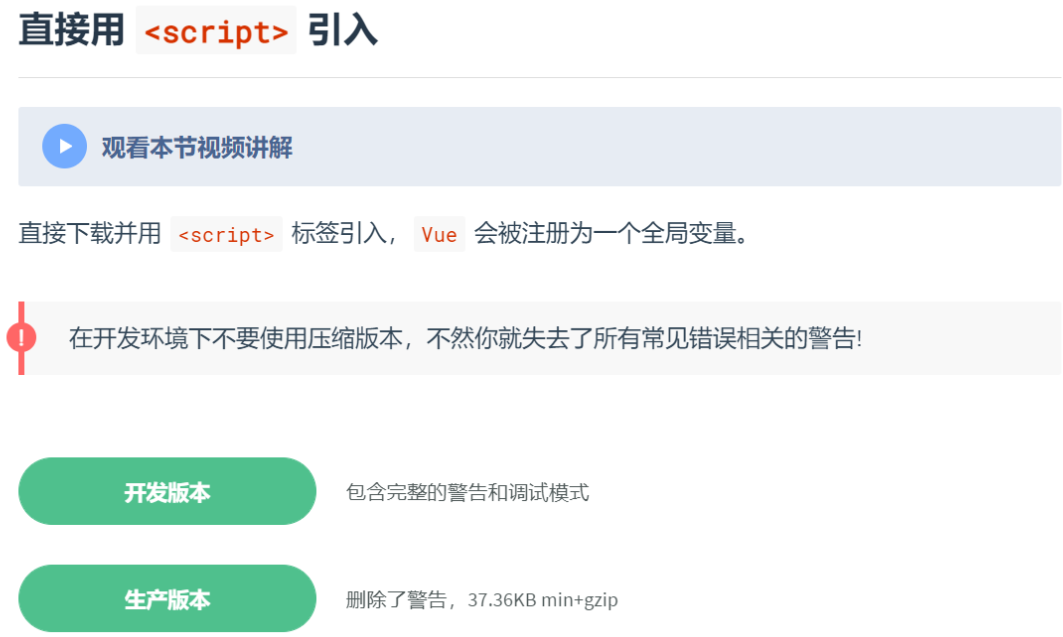 直接用 <script> 引入
观看本节视频讲解
直接下载并用 <script> 标签引入， Vue 会被注册为一个全局变量。
!
在开发环境下不要使用压缩版本，不然你就失去了所有常见错误相关的警告!
开发版本 包含完整的警告和调试模式
生产版本 删除了警告，37.36KB min+gzip